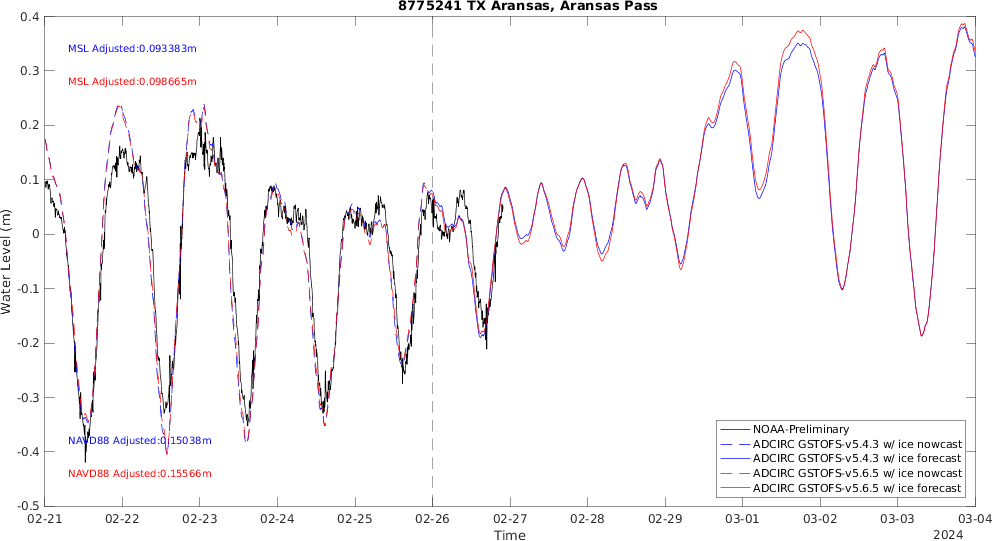 8775241 TX Aransas, Aransas Pass
MSL Adjusted:0.093383m
MSL Adjusted:0.098665m
NAVD88 Adjusted:0.15038m
NAVD88 Adjusted:0.15566m
Water Level (m)
0.4
0.3
0.2
0.1
0
-0.1
-0.2
-0.3
-0.4
-0.5
NOAA-Preliminary
ADCIRC GSTOFS-v5.4.3 w/ ice nowcast
ADCIRC GSTOFS-v5.4.3 w/ ice forecast
ADCIRC GSTOFS-v5.6.5 w/ ice nowcast
ADCIRC GSTOFS-v5.6.5 w/ ice forecast
02-21 02-22 02-23 02-24 02-25 02-26 02-27 02-28 02-29 03-01 03-02 03-03 03-04
Time
2024